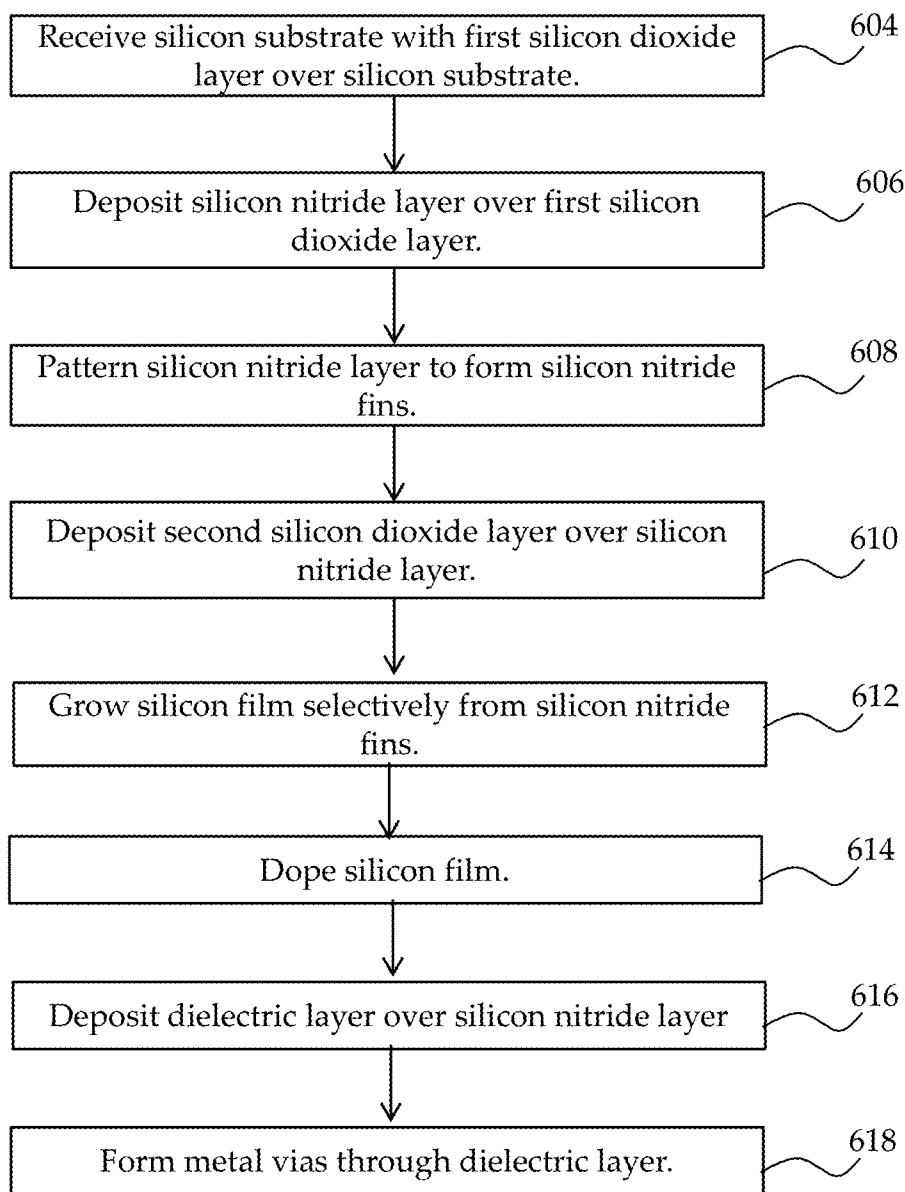 Receive silicon substrate with first silicon dioxide
layer over silicon substrate.
604
Deposit silicon nitride layer over first silicon
dioxide layer.
606
Pattern silicon nitride layer to form silicon nitride
fins.
608
Deposit second silicon dioxide layer over silicon
nitride layer.
610
Grow silicon film selectively from silicon nitride
fins.
612
Dope silicon film.
614
Deposit dielectric layer over silicon nitride layer
616
Form metal vias through dielectric layer.
618